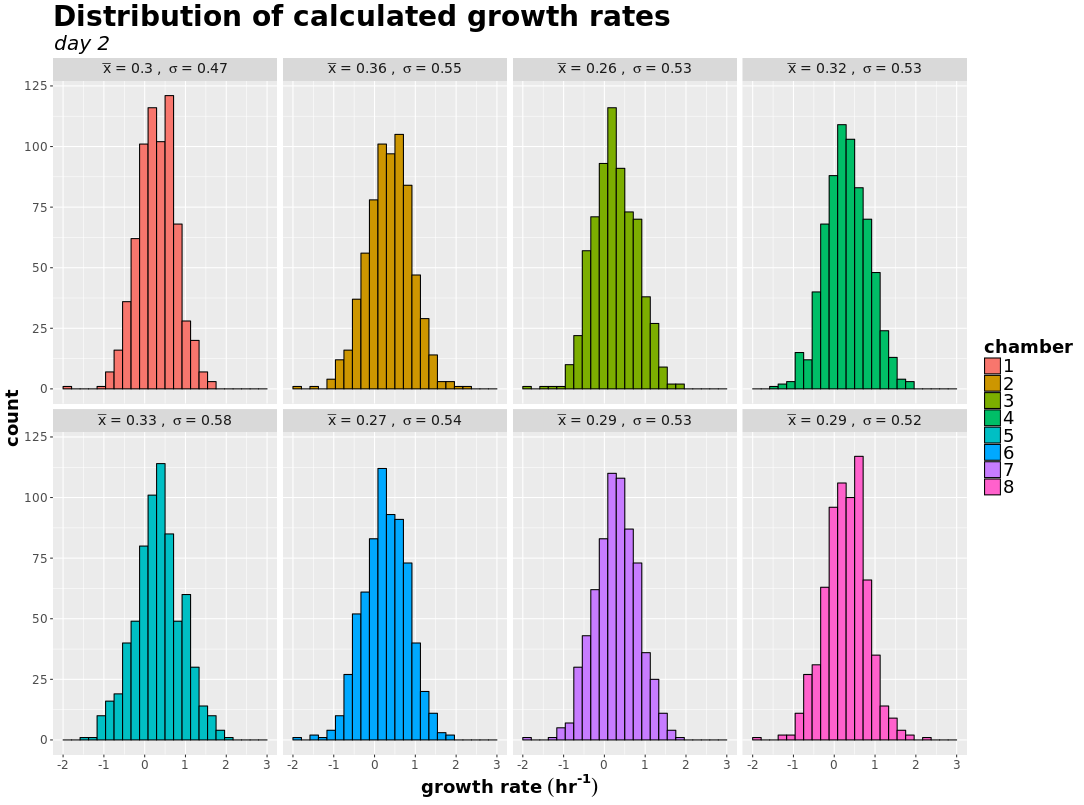 Distribution of calculated growth rates
day 2
x̅ = 0.3 , σ = 0.47
x̅ = 0.36 , σ = 0.55
x̅ = 0.26 , σ = 0.53
x̅ = 0.32 , σ = 0.53
125
100
75
50
25
0
x̅ = 0.33 , σ = 0.58
x̅ = 0.27 , σ = 0.54
x̅ = 0.29 , σ = 0.53
x̅ = 0.29 , σ = 0.52
125
100
75
50
25
0
-2 -1 0 1 2 3
-2 -1 0 1 2 3
-2 -1 0 1 2 3
-2 -1 0 1 2 3
count
growth rate (hr⁻¹)
chamber
1
2
3
4
5
6
7
8